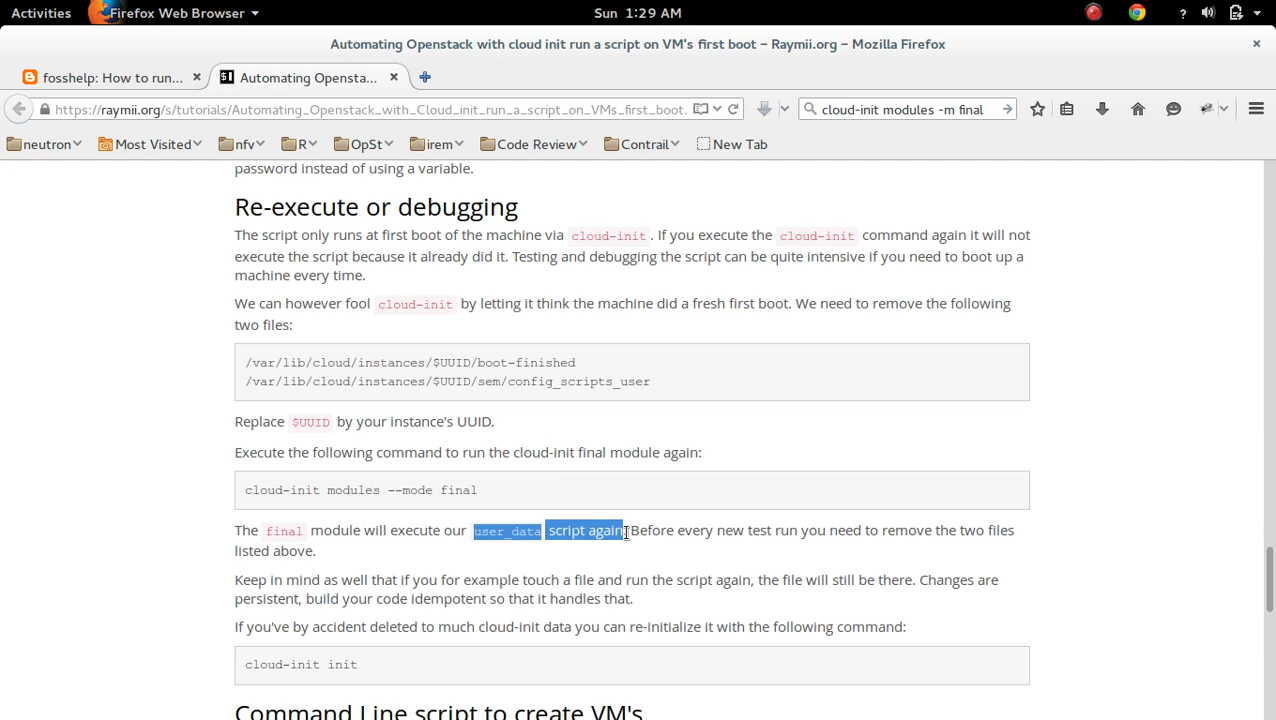 Activities Firefox Web Browser Sun 1:29 AM ?
Automating Openstack with cloud init run a script on VM's first boot – Raymii.org – Mozilla Firefox ×
fosshelp: How to run... × $I Automating Opensta... ×
https://raymii.org/s/tutorials/Automating_Openstack_with_Cloud_init_run_a_script_on_VMs_first_boot. cloud-init modules -m final
neutron Most Visited nfv R OpSt irem Code Review Contrail New Tab
password instead of using a variable.
Re-execute or debugging
The script only runs at first boot of the machine via cloud-init. If you execute the cloud-init command again it will not
execute the script because it already did it. Testing and debugging the script can be quite intensive if you need to boot up a
machine every time.
We can however fool cloud-init by letting it think the machine did a fresh first boot. We need to remove the following
two files:
/var/lib/cloud/instances/$UUID/boot-finished
/var/lib/cloud/instances/$UUID/sem/config_scripts_user
Replace $UUID by your instance's UUID.
Execute the following command to run the cloud-init final module again:
cloud-init modules --mode final
The final module will execute our user_data script again. Before every new test run you need to remove the two files
listed above.
Keep in mind as well that if you for example touch a file and run the script again, the file will still be there. Changes are
persistent, build your code idempotent so that it handles that.
If you've by accident deleted to much cloud-init data you can re-initialize it with the following command:
cloud-init init
Command Line script to create VM's